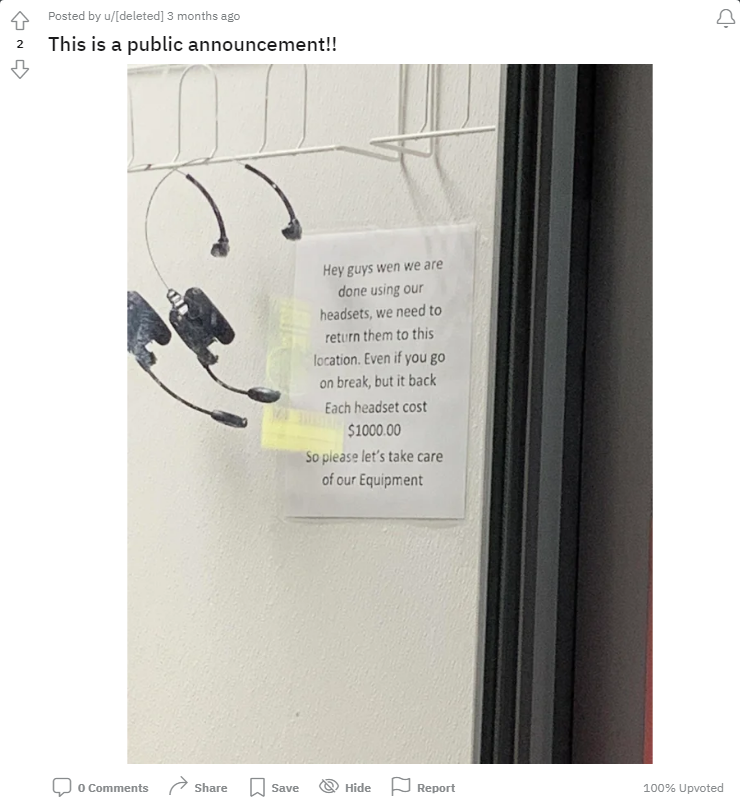 Posted by u/[deleted] 3 months ago
2
This is a public announcement!!
Hey guys wen we are
done using our
headsets, we need to
return them to this
location. Even if you go
on break, but it back
Each headset cost
$1000.00
So please let's take care
of our Equipment
0 Comments
Share
Save
Hide
Report
100% Upvoted